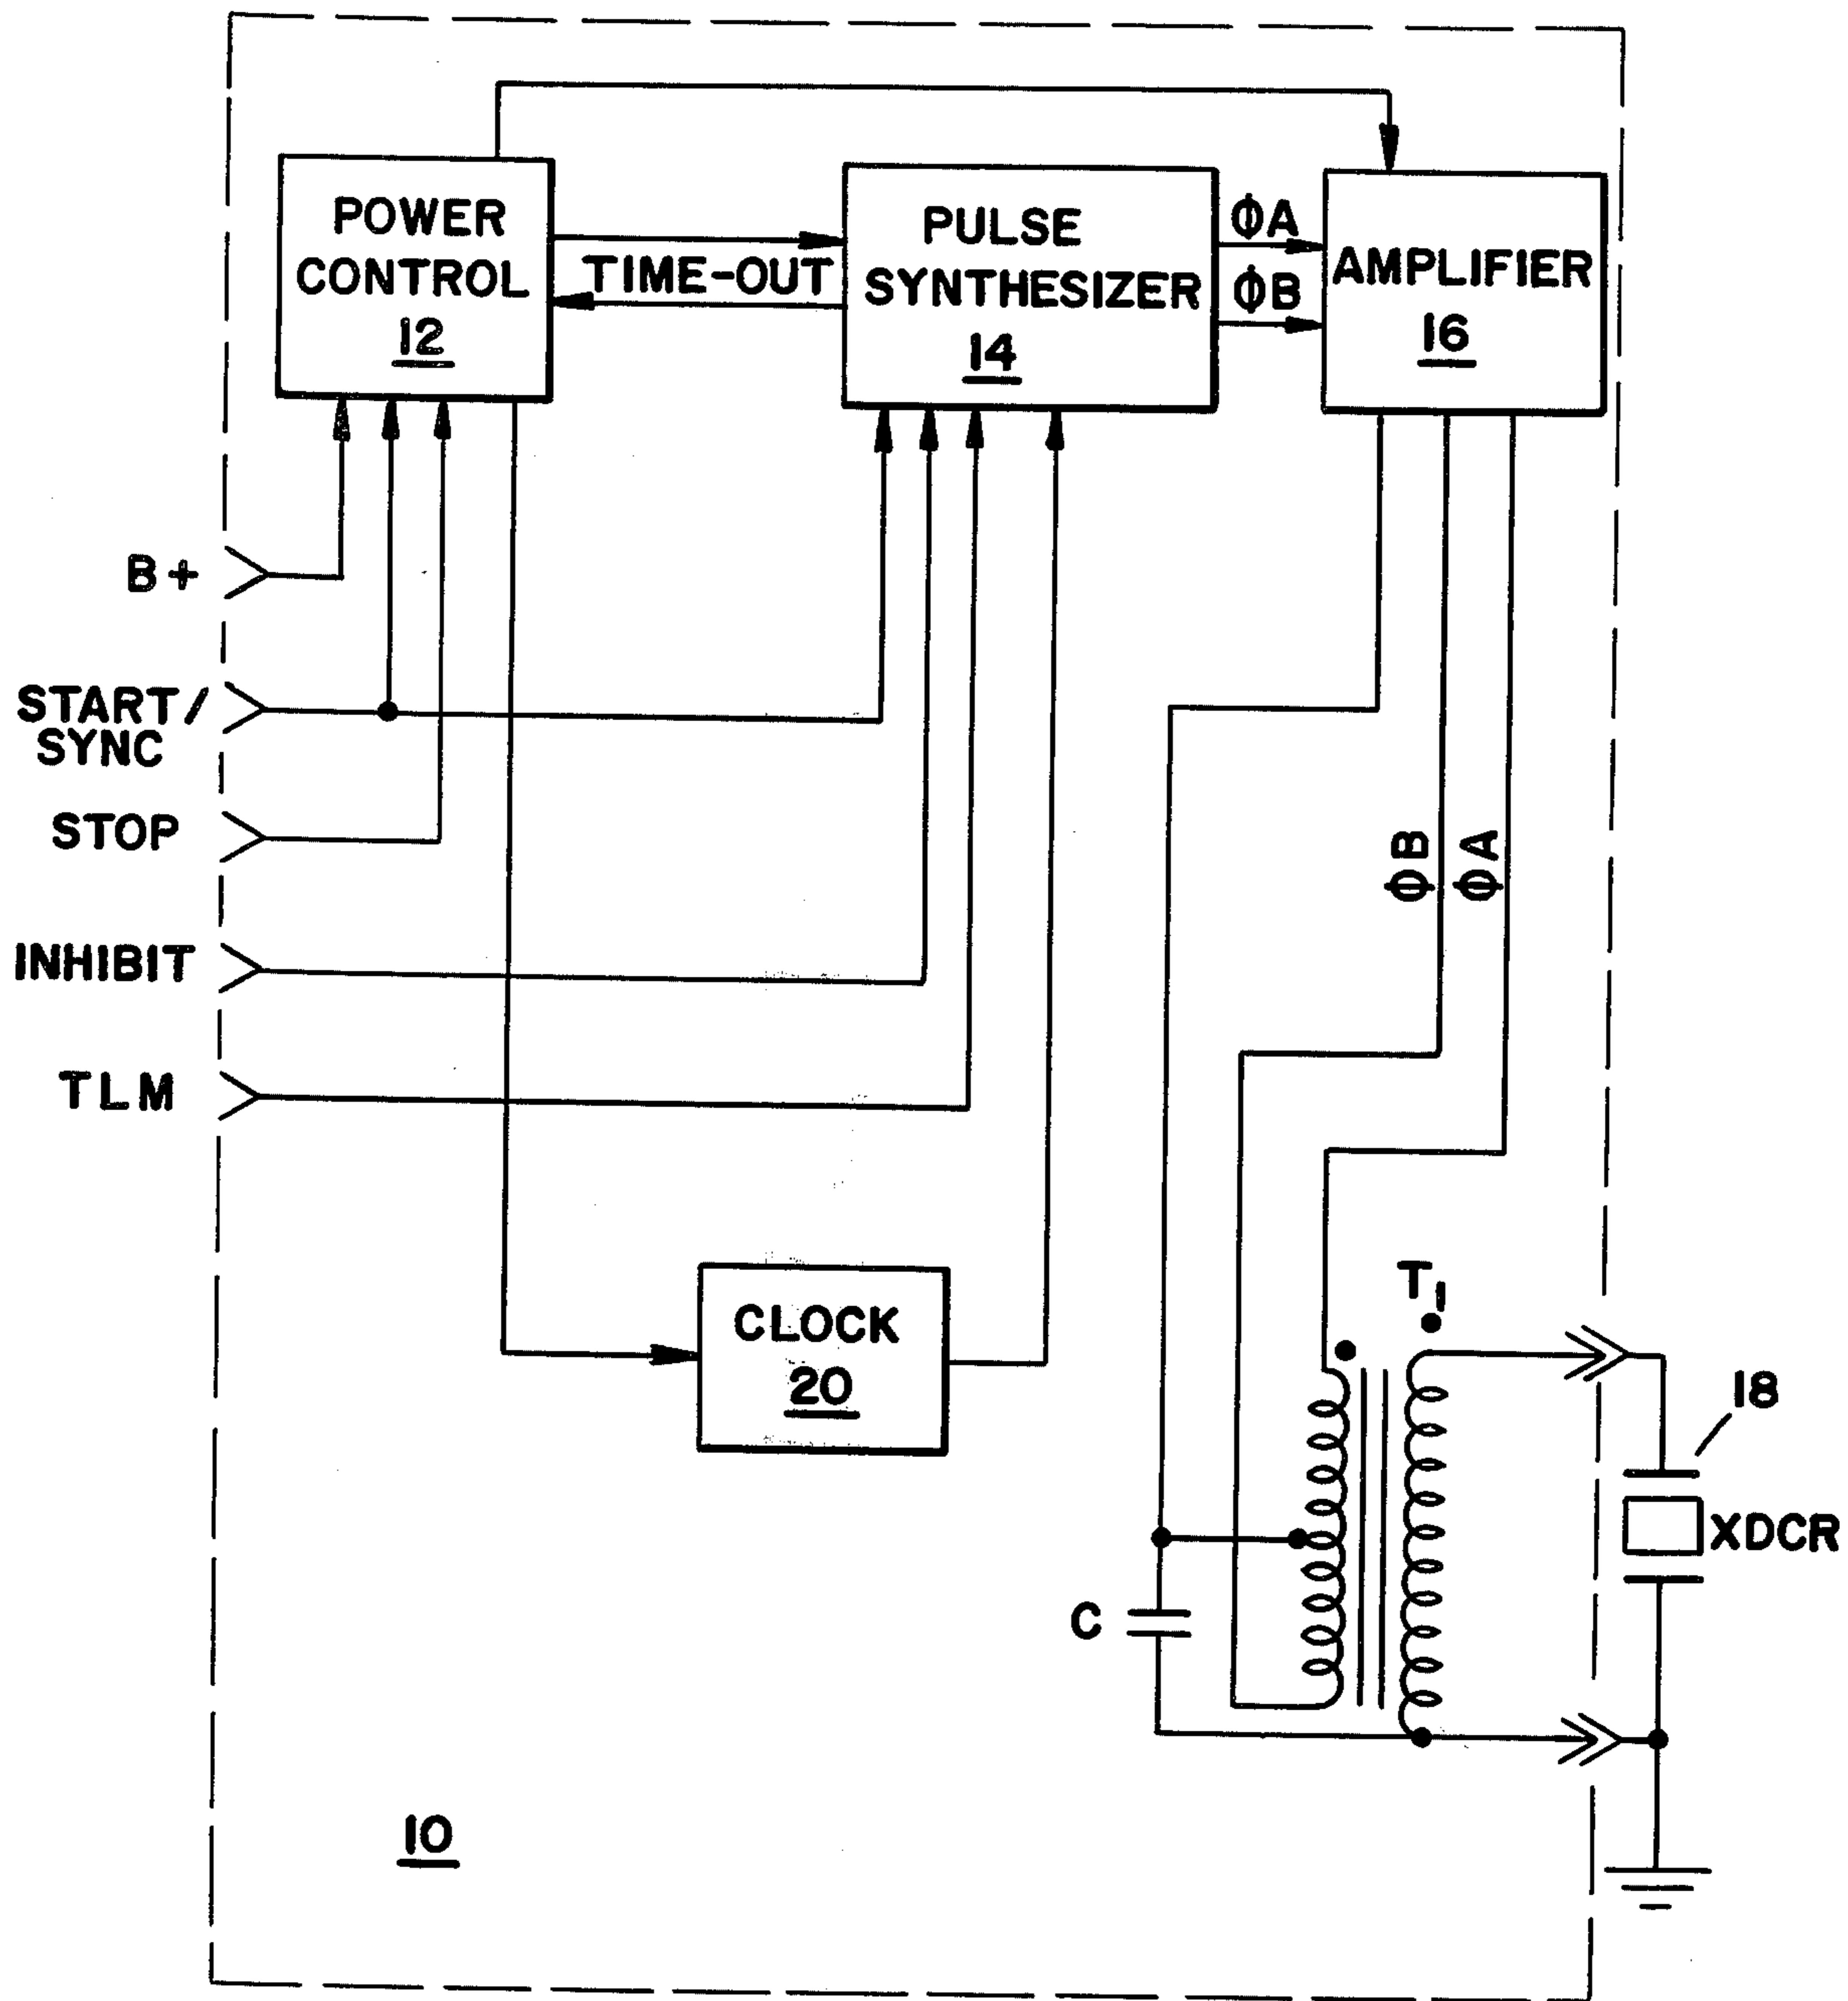 POWER
CONTROL
12
TIME-OUT
PULSE
SYNTHESIZER
14
ΦA
ΦB
AMPLIFIER
16
B+
START/
SYNC
STOP
INHIBIT
TLM
ΦB
ΦA
CLOCK
20
T1
18
XDCR
C
10